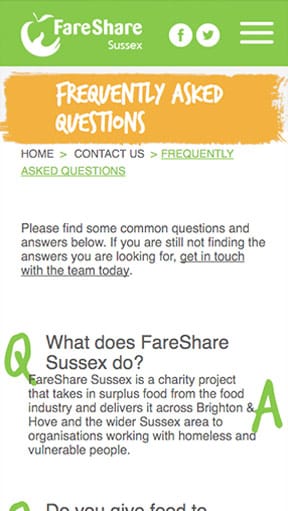 FareShare
Sussex
FREQUENTLY ASKED
QUESTIONS
HOME > CONTACT US > FREQUENTLY
ASKED QUESTIONS
Please find some common questions and
answers below. If you are still not finding the
answers you are looking for, get in touch
with the team today.
Q
What does FareShare
Sussex do?
FareShare Sussex is a charity project
that takes in surplus food from the food
industry and delivers it across Brighton &
Hove and the wider Sussex area to
organisations working with homeless and
vulnerable people.
A
Do you give food to